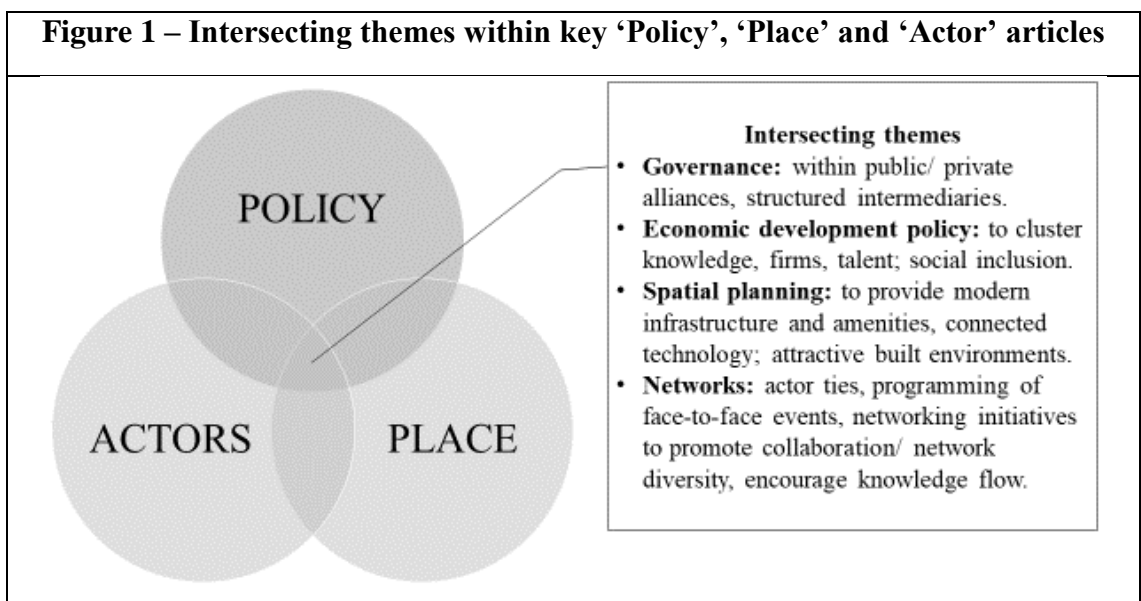 Figure 1 – Intersecting themes within key ‘Policy’, ‘Place’ and ‘Actor’ articles
POLICY
ACTORS
PLACE
Intersecting themes
• Governance: within public/ private
alliances, structured intermediaries.
• Economic development policy: to cluster
knowledge, firms, talent; social inclusion.
• Spatial planning: to provide modern
infrastructure and amenities, connected
technology; attractive built environments.
• Networks: actor ties, programming of
face-to-face events, networking initiatives
to promote collaboration/ network
diversity, encourage knowledge flow.